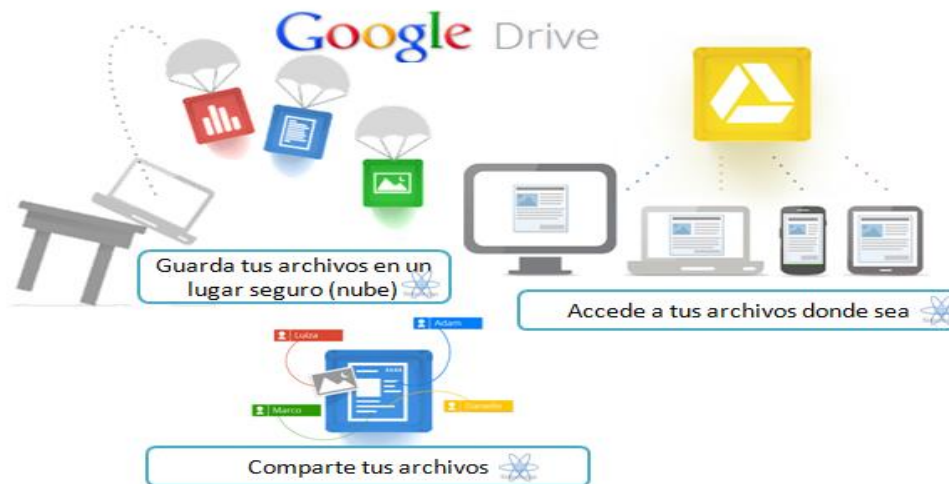 Google Drive
Guarda tus archivos en un
lugar seguro (nube)
Accede a tus archivos donde sea
Luiza
Adam
Marco
Comparte tus archivos